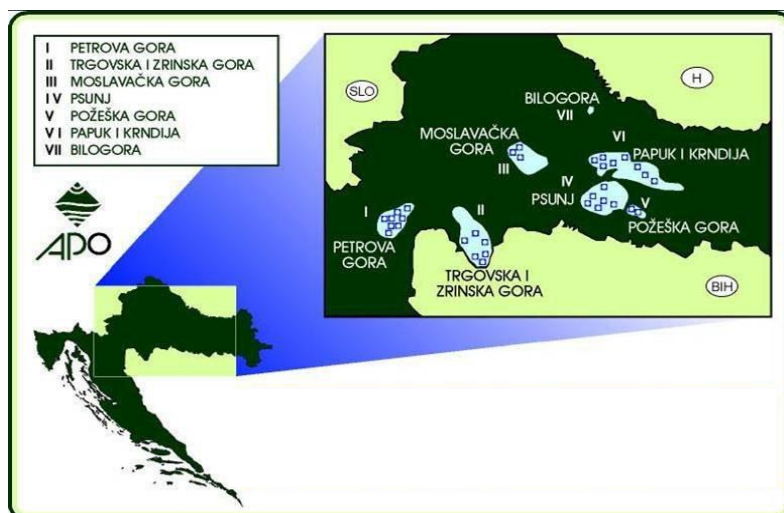 I PETROVA GORA
II TRGOVSKA I ZRINSKA GORA
III MOSLAVAČKA GORA
IV PSUNJ
V POŽEŠKA GORA
VI PAPUK I KRNDIJA
VII BILOGORA
APO
SLO
H
BILOGORA
VII
MOSLAVAČKA
GORA
III
VI
PAPUK I KRNDIJA
IV
PSUNJ
V
POŽEŠKA GORA
I
PETROVA
GORA
II
TRGOVSKA I
ZRINSKA GORA
BIH